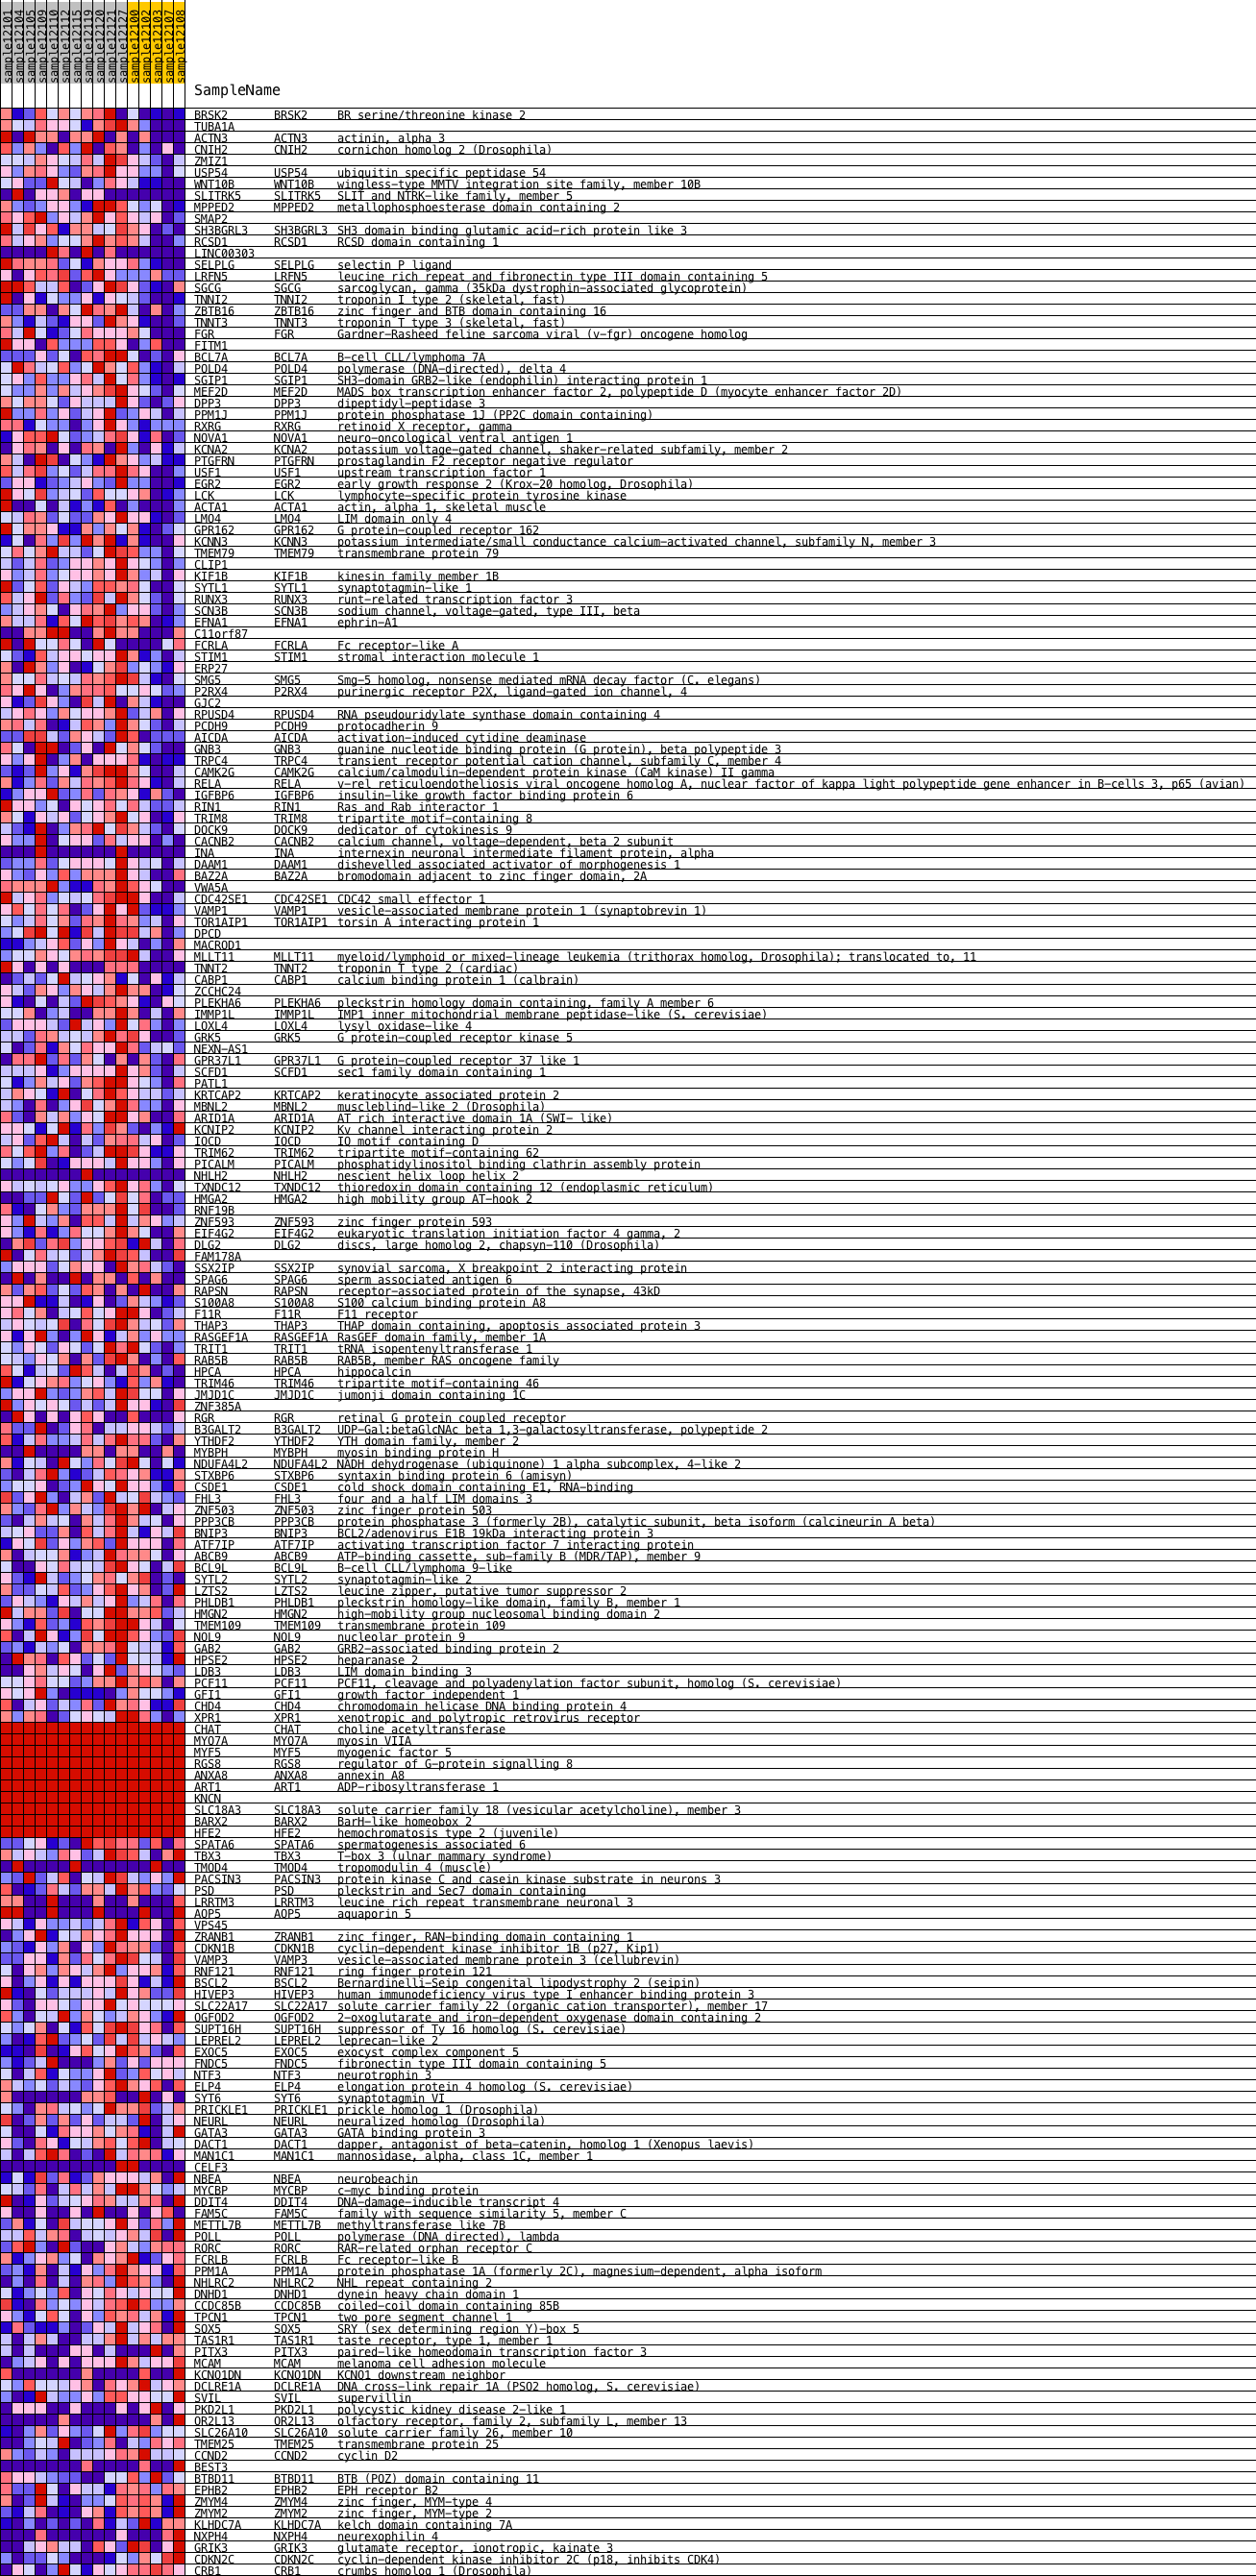 sample12101 sample12104 sample12105 sample12109 sample12110 sample12112 sample12115 sample12119 sample12120 sample12121 sample12127 sample12100 sample12102 sample12103 sample12107 sample12108
SampleName
BRSK2 BRSK2 BR serine/threonine kinase 2
TUBA1A
ACTN3 ACTN3 actinin, alpha 3
CNIH2 CNIH2 cornichon homolog 2 (Drosophila)
ZMIZ1
USP54 USP54 ubiquitin specific peptidase 54
WNT10B WNT10B wingless-type MMTV integration site family, member 10B
SLITRK5 SLITRK5 SLIT and NTRK-like family, member 5
MPPED2 MPPED2 metallophosphoesterase domain containing 2
SMAP2
SH3BGRL3 SH3BGRL3 SH3 domain binding glutamic acid-rich protein like 3
RCSD1 RCSD1 RCSD domain containing 1
LINC00303
SELPLG SELPLG selectin P ligand
LRFN5 LRFN5 leucine rich repeat and fibronectin type III domain containing 5
SGCG SGCG sarcoglycan, gamma (35kDa dystrophin-associated glycoprotein)
TNNI2 TNNI2 troponin I type 2 (skeletal, fast)
ZBTB16 ZBTB16 zinc finger and BTB domain containing 16
TNNT3 TNNT3 troponin T type 3 (skeletal, fast)
FGR FGR Gardner-Rasheed feline sarcoma viral (v-fgr) oncogene homolog
FITM1
BCL7A BCL7A B-cell CLL/lymphoma 7A
POLD4 POLD4 polymerase (DNA-directed), delta 4
SGIP1 SGIP1 SH3-domain GRB2-like (endophilin) interacting protein 1
MEF2D MEF2D MADS box transcription enhancer factor 2, polypeptide D (myocyte enhancer factor 2D)
DPP3 DPP3 dipeptidyl-peptidase 3
PPM1J PPM1J protein phosphatase 1J (PP2C domain containing)
RXRG RXRG retinoid X receptor, gamma
NOVA1 NOVA1 neuro-oncological ventral antigen 1
KCNA2 KCNA2 potassium voltage-gated channel, shaker-related subfamily, member 2
PTGFRN PTGFRN prostaglandin F2 receptor negative regulator
USF1 USF1 upstream transcription factor 1
EGR2 EGR2 early growth response 2 (Krox-20 homolog, Drosophila)
LCK LCK lymphocyte-specific protein tyrosine kinase
ACTA1 ACTA1 actin, alpha 1, skeletal muscle
LMO4 LMO4 LIM domain only 4
GPR162 GPR162 G protein-coupled receptor 162
KCNN3 KCNN3 potassium intermediate/small conductance calcium-activated channel, subfamily N, member 3
TMEM79 TMEM79 transmembrane protein 79
CLIP1
KIF1B KIF1B kinesin family member 1B
SYTL1 SYTL1 synaptotagmin-like 1
RUNX3 RUNX3 runt-related transcription factor 3
SCN3B SCN3B sodium channel, voltage-gated, type III, beta
EFNA1 EFNA1 ephrin-A1
C11orf87
FCRLA FCRLA Fc receptor-like A
STIM1 STIM1 stromal interaction molecule 1
ERP27
SMG5 SMG5 Smg-5 homolog, nonsense mediated mRNA decay factor (C. elegans)
P2RX4 P2RX4 purinergic receptor P2X, ligand-gated ion channel, 4
GJC2
RPUSD4 RPUSD4 RNA pseudouridylate synthase domain containing 4
PCDH9 PCDH9 protocadherin 9
AICDA AICDA activation-induced cytidine deaminase
GNB3 GNB3 guanine nucleotide binding protein (G protein), beta polypeptide 3
TRPC4 TRPC4 transient receptor potential cation channel, subfamily C, member 4
CAMK2G CAMK2G calcium/calmodulin-dependent protein kinase (CaM kinase) II gamma
RELA RELA v-rel reticuloendotheliosis viral oncogene homolog A, nuclear factor of kappa light polypeptide gene enhancer in B-cells 3, p65 (avian)
IGFBP6 IGFBP6 insulin-like growth factor binding protein 6
RIN1 RIN1 Ras and Rab interactor 1
TRIM8 TRIM8 tripartite motif-containing 8
DOCK9 DOCK9 dedicator of cytokinesis 9
CACNB2 CACNB2 calcium channel, voltage-dependent, beta 2 subunit
INA INA internexin neuronal intermediate filament protein, alpha
DAAM1 DAAM1 dishevelled associated activator of morphogenesis 1
BAZ2A BAZ2A bromodomain adjacent to zinc finger domain, 2A
VWA5A
CDC42SE1 CDC42SE1 CDC42 small effector 1
VAMP1 VAMP1 vesicle-associated membrane protein 1 (synaptobrevin 1)
TOR1AIP1 TOR1AIP1 torsin A interacting protein 1
DPCD
MACROD1
MLLT11 MLLT11 myeloid/lymphoid or mixed-lineage leukemia (trithorax homolog, Drosophila); translocated to, 11
TNNT2 TNNT2 troponin T type 2 (cardiac)
CABP1 CABP1 calcium binding protein 1 (calbrain)
ZCCHC24
PLEKHA6 PLEKHA6 pleckstrin homology domain containing, family A member 6
IMMP1L IMMP1L IMP1 inner mitochondrial membrane peptidase-like (S. cerevisiae)
LOXL4 LOXL4 lysyl oxidase-like 4
GRK5 GRK5 G protein-coupled receptor kinase 5
NEXN-AS1
GPR37L1 GPR37L1 G protein-coupled receptor 37 like 1
SCFD1 SCFD1 sec1 family domain containing 1
PATL1
KRTCAP2 KRTCAP2 keratinocyte associated protein 2
MBNL2 MBNL2 muscleblind-like 2 (Drosophila)
ARID1A ARID1A AT rich interactive domain 1A (SWI- like)
KCNIP2 KCNIP2 Kv channel interacting protein 2
IQCD IQCD IQ motif containing D
TRIM62 TRIM62 tripartite motif-containing 62
PICALM PICALM phosphatidylinositol binding clathrin assembly protein
NHLH2 NHLH2 nescient helix loop helix 2
TXNDC12 TXNDC12 thioredoxin domain containing 12 (endoplasmic reticulum)
HMGA2 HMGA2 high mobility group AT-hook 2
RNF19B
ZNF593 ZNF593 zinc finger protein 593
EIF4G2 EIF4G2 eukaryotic translation initiation factor 4 gamma, 2
DLG2 DLG2 discs, large homolog 2, chapsyn-110 (Drosophila)
FAM178A
SSX2IP SSX2IP synovial sarcoma, X breakpoint 2 interacting protein
SPAG6 SPAG6 sperm associated antigen 6
RAPSN RAPSN receptor-associated protein of the synapse, 43kD
S100A8 S100A8 S100 calcium binding protein A8
F11R F11R F11 receptor
THAP3 THAP3 THAP domain containing, apoptosis associated protein 3
RASGEF1A RASGEF1A RasGEF domain family, member 1A
TRIT1 TRIT1 tRNA isopentenyltransferase 1
RAB5B RAB5B RAB5B, member RAS oncogene family
HPCA HPCA hippocalcin
TRIM46 TRIM46 tripartite motif-containing 46
JMJD1C JMJD1C jumonji domain containing 1C
ZNF385A
RGR RGR retinal G protein coupled receptor
B3GALT2 B3GALT2 UDP-Gal:betaGlcNAc beta 1,3-galactosyltransferase, polypeptide 2
YTHDF2 YTHDF2 YTH domain family, member 2
MYBPH MYBPH myosin binding protein H
NDUFA4L2 NDUFA4L2 NADH dehydrogenase (ubiquinone) 1 alpha subcomplex, 4-like 2
STXBP6 STXBP6 syntaxin binding protein 6 (amisyn)
CSDE1 CSDE1 cold shock domain containing E1, RNA-binding
FHL3 FHL3 four and a half LIM domains 3
ZNF503 ZNF503 zinc finger protein 503
PPP3CB PPP3CB protein phosphatase 3 (formerly 2B), catalytic subunit, beta isoform (calcineurin A beta)
BNIP3 BNIP3 BCL2/adenovirus E1B 19kDa interacting protein 3
ATF7IP ATF7IP activating transcription factor 7 interacting protein
ABCB9 ABCB9 ATP-binding cassette, sub-family B (MDR/TAP), member 9
BCL9L BCL9L B-cell CLL/lymphoma 9-like
SYTL2 SYTL2 synaptotagmin-like 2
LZTS2 LZTS2 leucine zipper, putative tumor suppressor 2
PHLDB1 PHLDB1 pleckstrin homology-like domain, family B, member 1
HMGN2 HMGN2 high-mobility group nucleosomal binding domain 2
TMEM109 TMEM109 transmembrane protein 109
NOL9 NOL9 nucleolar protein 9
GAB2 GAB2 GRB2-associated binding protein 2
HPSE2 HPSE2 heparanase 2
LDB3 LDB3 LIM domain binding 3
PCF11 PCF11 PCF11, cleavage and polyadenylation factor subunit, homolog (S. cerevisiae)
GFI1 GFI1 growth factor independent 1
CHD4 CHD4 chromodomain helicase DNA binding protein 4
XPR1 XPR1 xenotropic and polytropic retrovirus receptor
CHAT CHAT choline acetyltransferase
MYO7A MYO7A myosin VIIA
MYF5 MYF5 myogenic factor 5
RGS8 RGS8 regulator of G-protein signalling 8
ANXA8 ANXA8 annexin A8
ART1 ART1 ADP-ribosyltransferase 1
KNCN
SLC18A3 SLC18A3 solute carrier family 18 (vesicular acetylcholine), member 3
BARX2 BARX2 BarH-like homeobox 2
HFE2 HFE2 hemochromatosis type 2 (juvenile)
SPATA6 SPATA6 spermatogenesis associated 6
TBX3 TBX3 T-box 3 (ulnar mammary syndrome)
TMOD4 TMOD4 tropomodulin 4 (muscle)
PACSIN3 PACSIN3 protein kinase C and casein kinase substrate in neurons 3
PSD PSD pleckstrin and Sec7 domain containing
LRRTM3 LRRTM3 leucine rich repeat transmembrane neuronal 3
AQP5 AQP5 aquaporin 5
VPS45
ZRANB1 ZRANB1 zinc finger, RAN-binding domain containing 1
CDKN1B CDKN1B cyclin-dependent kinase inhibitor 1B (p27, Kip1)
VAMP3 VAMP3 vesicle-associated membrane protein 3 (cellubrevin)
RNF121 RNF121 ring finger protein 121
BSCL2 BSCL2 Bernardinelli-Seip congenital lipodystrophy 2 (seipin)
HIVEP3 HIVEP3 human immunodeficiency virus type I enhancer binding protein 3
SLC22A17 SLC22A17 solute carrier family 22 (organic cation transporter), member 17
OGFOD2 OGFOD2 2-oxoglutarate and iron-dependent oxygenase domain containing 2
SUPT16H SUPT16H suppressor of Ty 16 homolog (S. cerevisiae)
LEPREL2 LEPREL2 leprecan-like 2
EXOC5 EXOC5 exocyst complex component 5
FNDC5 FNDC5 fibronectin type III domain containing 5
NTF3 NTF3 neurotrophin 3
ELP4 ELP4 elongation protein 4 homolog (S. cerevisiae)
SYT6 SYT6 synaptotagmin VI
PRICKLE1 PRICKLE1 prickle homolog 1 (Drosophila)
NEURL NEURL neuralized homolog (Drosophila)
GATA3 GATA3 GATA binding protein 3
DACT1 DACT1 dapper, antagonist of beta-catenin, homolog 1 (Xenopus laevis)
MAN1C1 MAN1C1 mannosidase, alpha, class 1C, member 1
CELF3
NBEA NBEA neurobeachin
MYCBP MYCBP c-myc binding protein
DDIT4 DDIT4 DNA-damage-inducible transcript 4
FAM5C FAM5C family with sequence similarity 5, member C
METTL7B METTL7B methyltransferase like 7B
POLL POLL polymerase (DNA directed), lambda
RORC RORC RAR-related orphan receptor C
FCRLB FCRLB Fc receptor-like B
PPM1A PPM1A protein phosphatase 1A (formerly 2C), magnesium-dependent, alpha isoform
NHLRC2 NHLRC2 NHL repeat containing 2
DNHD1 DNHD1 dynein heavy chain domain 1
CCDC85B CCDC85B coiled-coil domain containing 85B
TPCN1 TPCN1 two pore segment channel 1
SOX5 SOX5 SRY (sex determining region Y)-box 5
TAS1R1 TAS1R1 taste receptor, type 1, member 1
PITX3 PITX3 paired-like homeodomain transcription factor 3
MCAM MCAM melanoma cell adhesion molecule
KCNQ1DN KCNQ1DN KCNQ1 downstream neighbor
DCLRE1A DCLRE1A DNA cross-link repair 1A (PSO2 homolog, S. cerevisiae)
SVIL SVIL supervillin
PKD2L1 PKD2L1 polycystic kidney disease 2-like 1
OR2L13 OR2L13 olfactory receptor, family 2, subfamily L, member 13
SLC26A10 SLC26A10 solute carrier family 26, member 10
TMEM25 TMEM25 transmembrane protein 25
CCND2 CCND2 cyclin D2
BEST3
BTBD11 BTBD11 BTB (POZ) domain containing 11
EPHB2 EPHB2 EPH receptor B2
ZMYM4 ZMYM4 zinc finger, MYM-type 4
ZMYM2 ZMYM2 zinc finger, MYM-type 2
KLHDC7A KLHDC7A kelch domain containing 7A
NXPH4 NXPH4 neurexophilin 4
GRIK3 GRIK3 glutamate receptor, ionotropic, kainate 3
CDKN2C CDKN2C cyclin-dependent kinase inhibitor 2C (p18, inhibits CDK4)
CRB1 CRB1 crumbs homolog 1 (Drosophila)